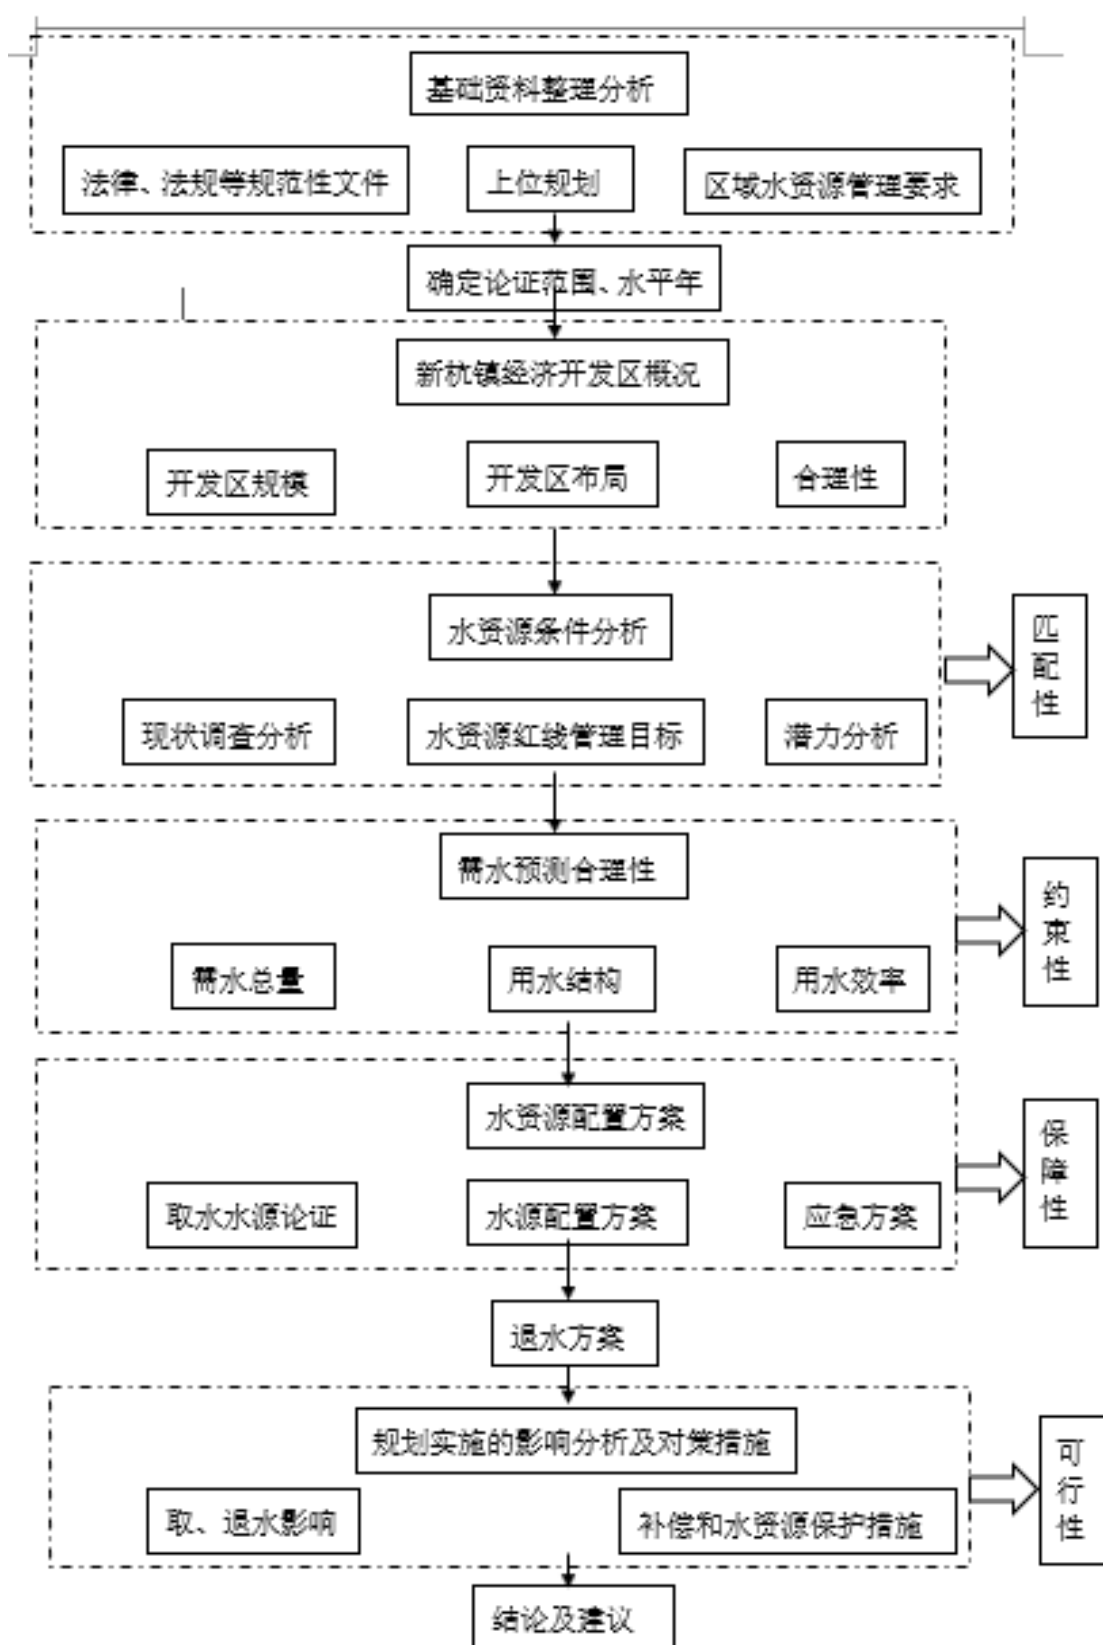 基础资料整理分析
法律、法规等规范性文件
上位规划
区域水资源管理要求
确定论证范围、水平年
新杭镇经济开发区概况
开发区规模
开发区布局
合理性
水资源条件分析
匹配性
现状调查分析
水资源红线管理目标
潜力分析
需水预测合理性
约束性
需水总量
用水结构
用水效率
水资源配置方案
保障性
取水水源论证
水源配置方案
应急方案
退水方案
规划实施的影响分析及对策措施
可行性
取、退水影响
补偿和水资源保护措施
结论及建议